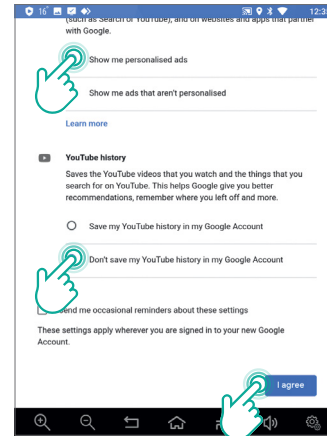 16° 12:35
(such as Search or YouTube), and on websites and apps that partner
with Google.
Show me personalised ads
Show me ads that aren't personalised
Learn more
YouTube history
Saves the YouTube videos that you watch and the things that you
search for on YouTube. This helps Google give you better
recommendations, remember where you left off and more.
Save my YouTube history in my Google Account
Don't save my YouTube history in my Google Account
end me occasional reminders about these settings
These settings apply wherever you are signed in to your new Google
Account.
I agree